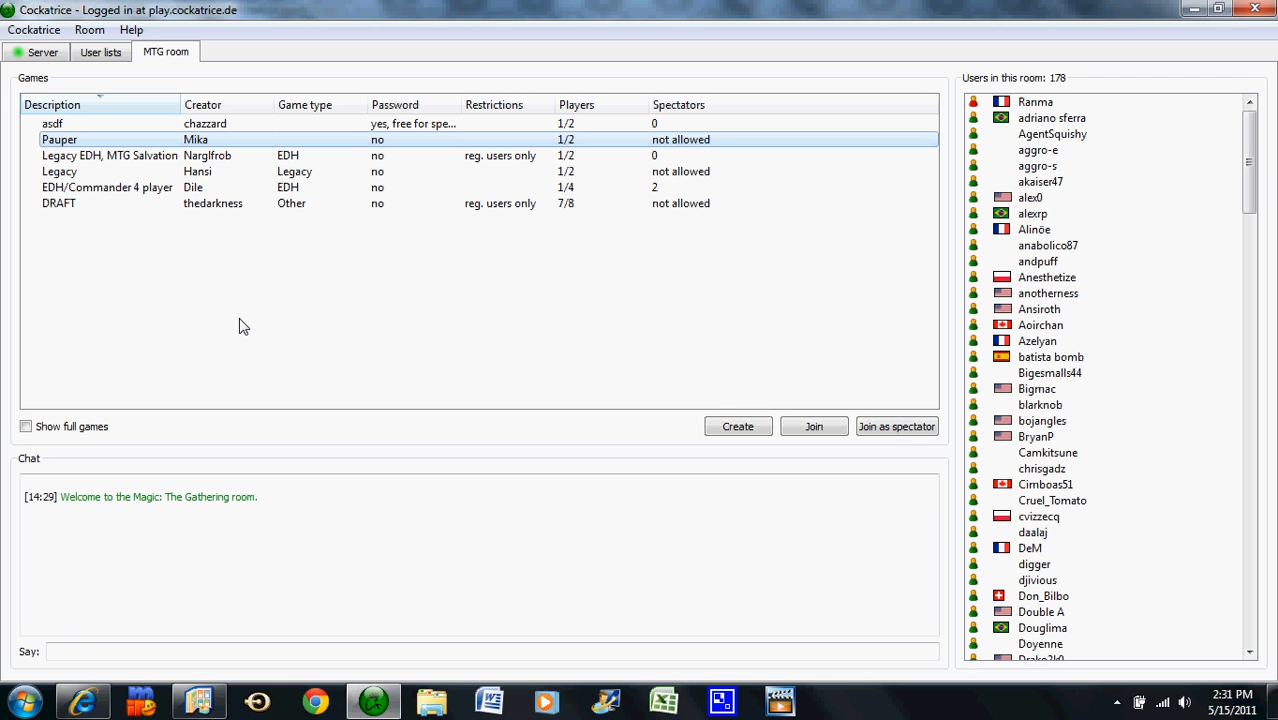 Cockatrice - Logged in at play.cockatrice.de
Cockatrice Room Help
Server User lists MTG room
Games
Description Creator Game type Password Restrictions Players Spectators
asdf chazzard yes, free for spe... 1/2 0
Pauper Mika no 1/2 not allowed
Legacy EDH, MTG Salvation Narglfrob EDH no reg. users only 1/2 0
Legacy Hansi Legacy no 1/2 not allowed
EDH/Commander 4 player Dile EDH no 1/4 2
DRAFT thedarkness Other no reg. users only 7/8 not allowed
Show full games Create Join Join as spectator
Chat
[14:29] Welcome to the Magic: The Gathering room.
Say:
Users in this room: 178
Ranma
adriano sferra
AgentSquishy
aggro-e
aggro-s
akaiser47
alex0
alexrp
Alinöe
anabolico87
andpuff
Anesthetize
anotherness
Ansiroth
Aoirchan
Azelyan
batista bomb
Bigesmalls44
Bigmac
blarknob
bojangles
BryanP
Camkitsune
chrisgadz
Cimboas51
Cruel_Tomato
cvizzecq
daalaj
DeM
digger
djivious
Don_Bilbo
Double A
Douglima
Doyenne
Drako2k0
2:31 PM
5/15/2011